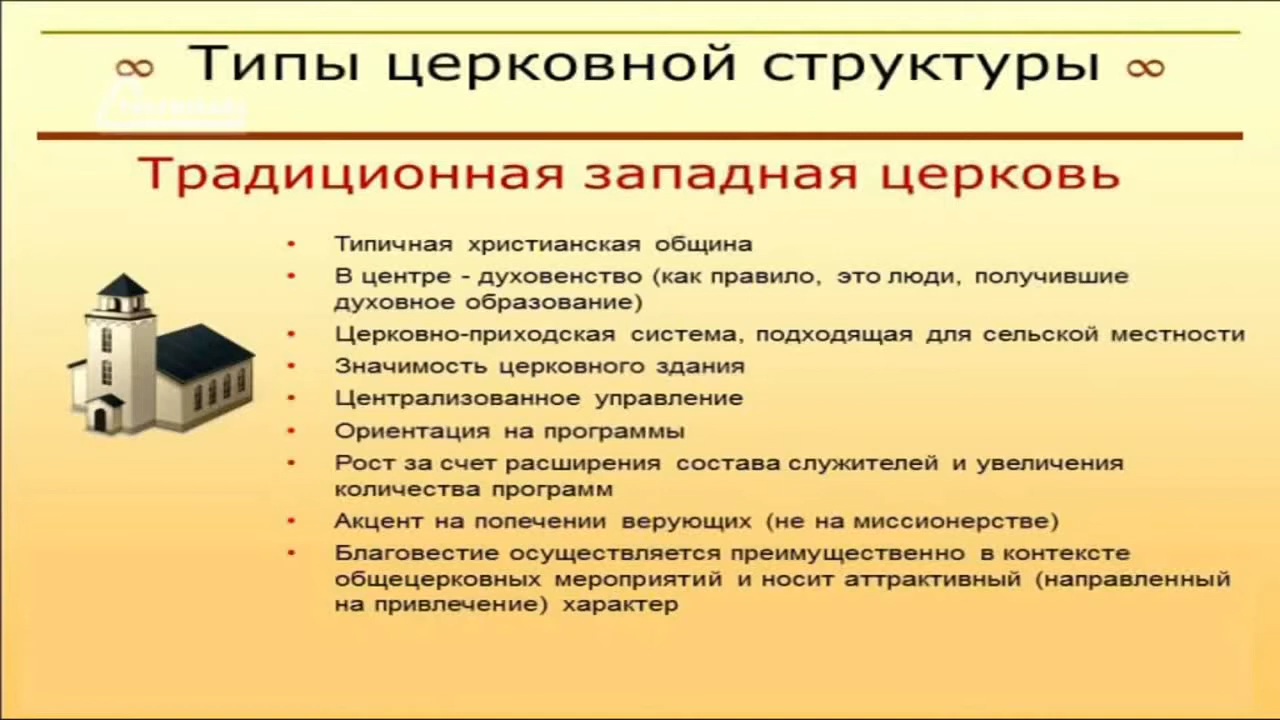 ∞ Типы церковной структуры ∞
Традиционная западная церковь
• Типичная христианская община
• В центре - духовенство (как правило, это люди, получившие
духовное образование)
• Церковно-приходская система, подходящая для сельской местности
• Значимость церковного здания
• Централизованное управление
• Ориентация на программы
• Рост за счет расширения состава служителей и увеличения
количества программ
• Акцент на попечении верующих (не на миссионерстве)
• Благовестие осуществляется преимущественно в контексте
общецерковных мероприятий и носит аттрактивный (направленный
на привлечение) характер